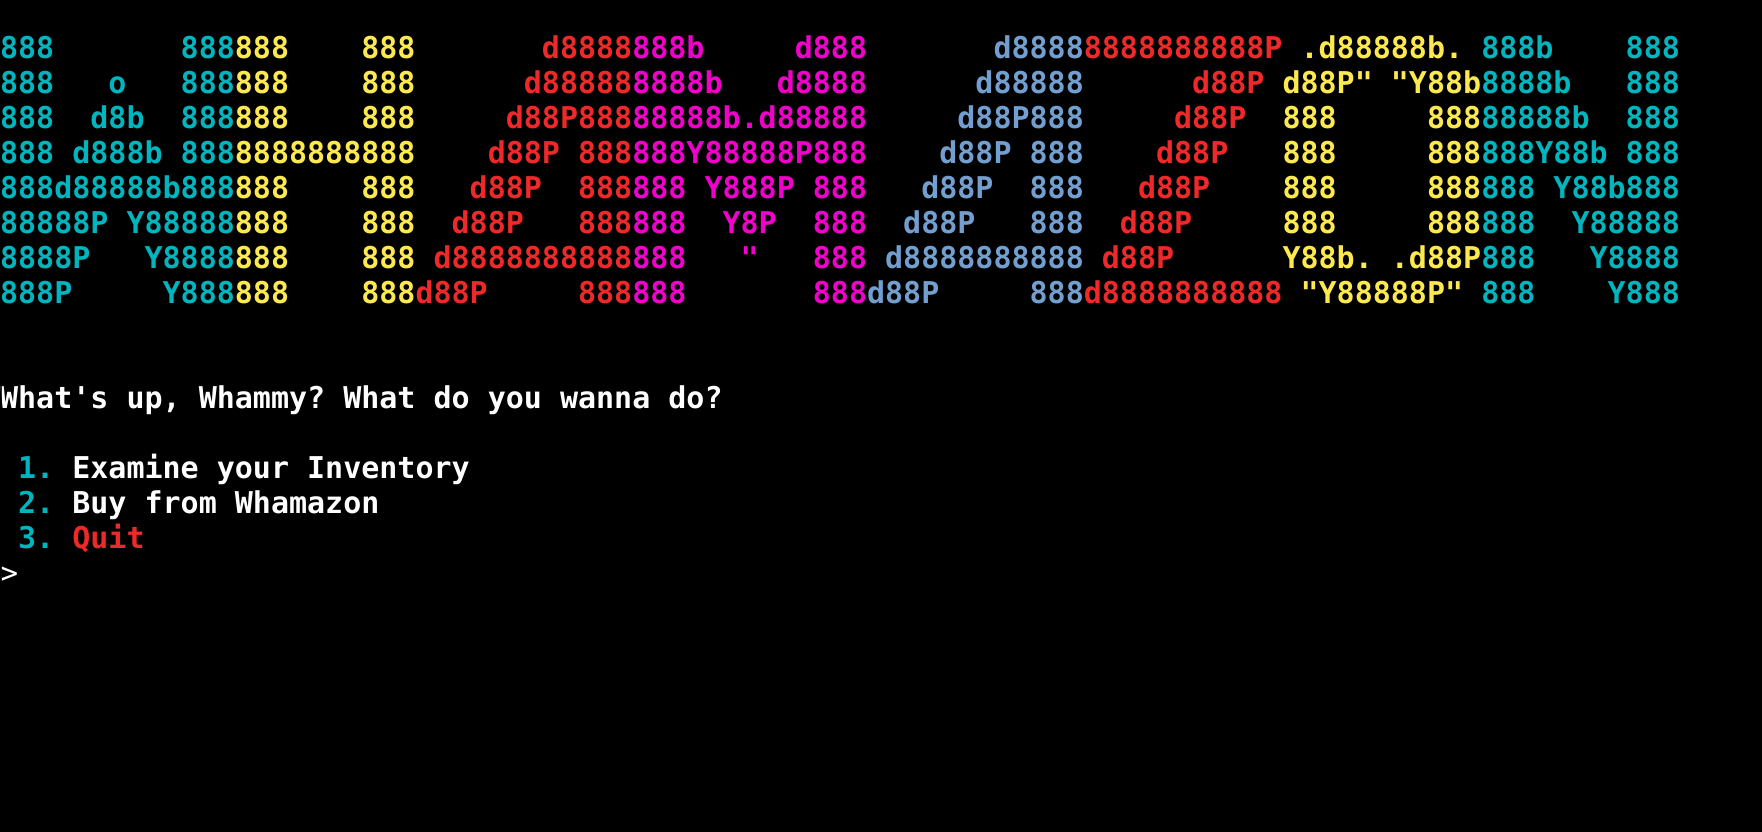 888       888888    888       d8888888b     d888       d88888888888888P .d88888b. 888b    888
888   o   888888    888      d888888888b   d8888      d88888      d88P d88P" "Y88b8888b   888
888  d8b  888888    888     d88P88888888b.d88888     d88P888     d88P  888     88888888b  888
888 d888b 8888888888888    d88P 888888Y88888P888    d88P 888    d88P   888     888888Y88b 888
888d88888b888888    888   d88P  888888 Y888P 888   d88P  888   d88P    888     888888 Y88b888
88888P Y88888888    888  d88P   888888  Y8P  888  d88P   888  d88P     888     888888  Y88888
8888P   Y8888888    888 d8888888888888   "   888 d8888888888 d88P      Y88b. .d88P888   Y8888
888P     Y888888    888d88P     888888       888d88P     888d8888888888 "Y88888P" 888    Y888
What's up, Whammy? What do you wanna do?
1. Examine your Inventory
2. Buy from Whamazon
3. Quit
>